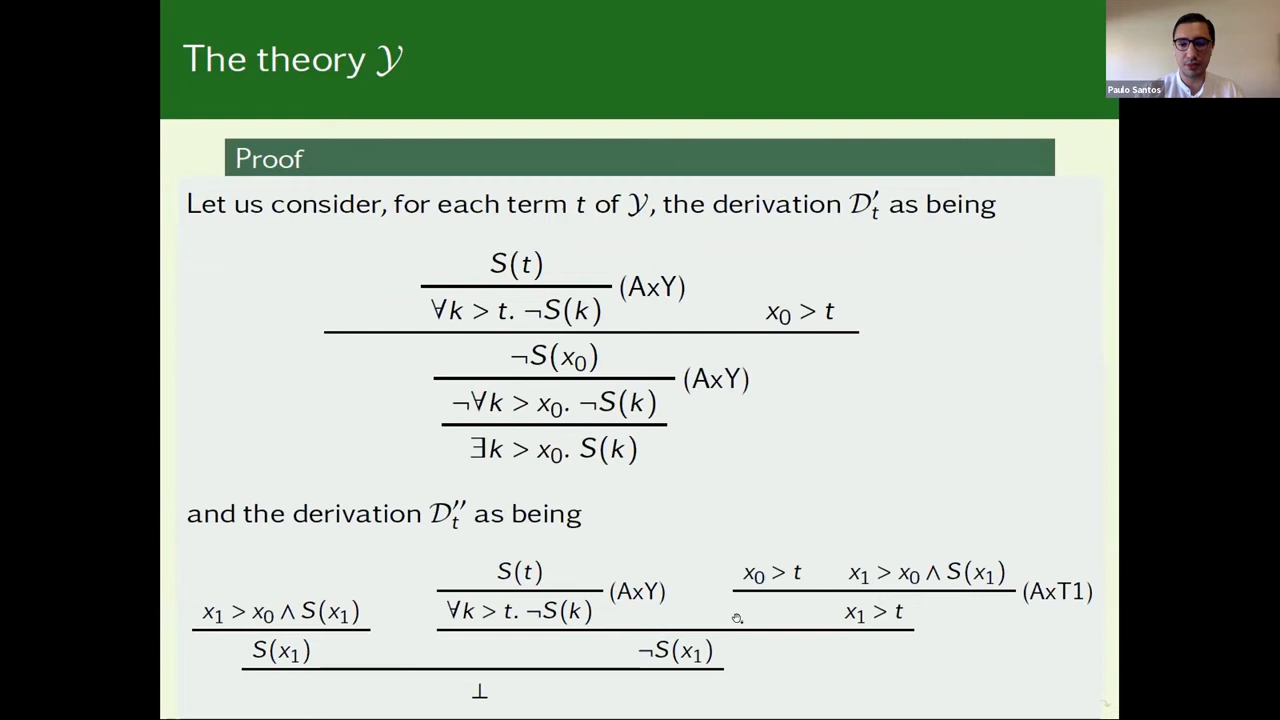 The theory 𝒴
Paulo Santos
Proof
Let us consider, for each term t of 𝒴, the derivation 𝒟′ₜ as being
S(t)
(AxY)
∀k > t. ¬S(k) x₀ > t
¬S(x₀)
(AxY)
¬∀k > x₀. ¬S(k)
∃k > x₀. S(k)
and the derivation 𝒟″ₜ as being
S(t) x₀ > t x₁ > x₀ ∧ S(x₁)
(AxY) (AxT1)
x₁ > x₀ ∧ S(x₁) ∀k > t. ¬S(k) x₁ > t
S(x₁) ¬S(x₁)
⊥